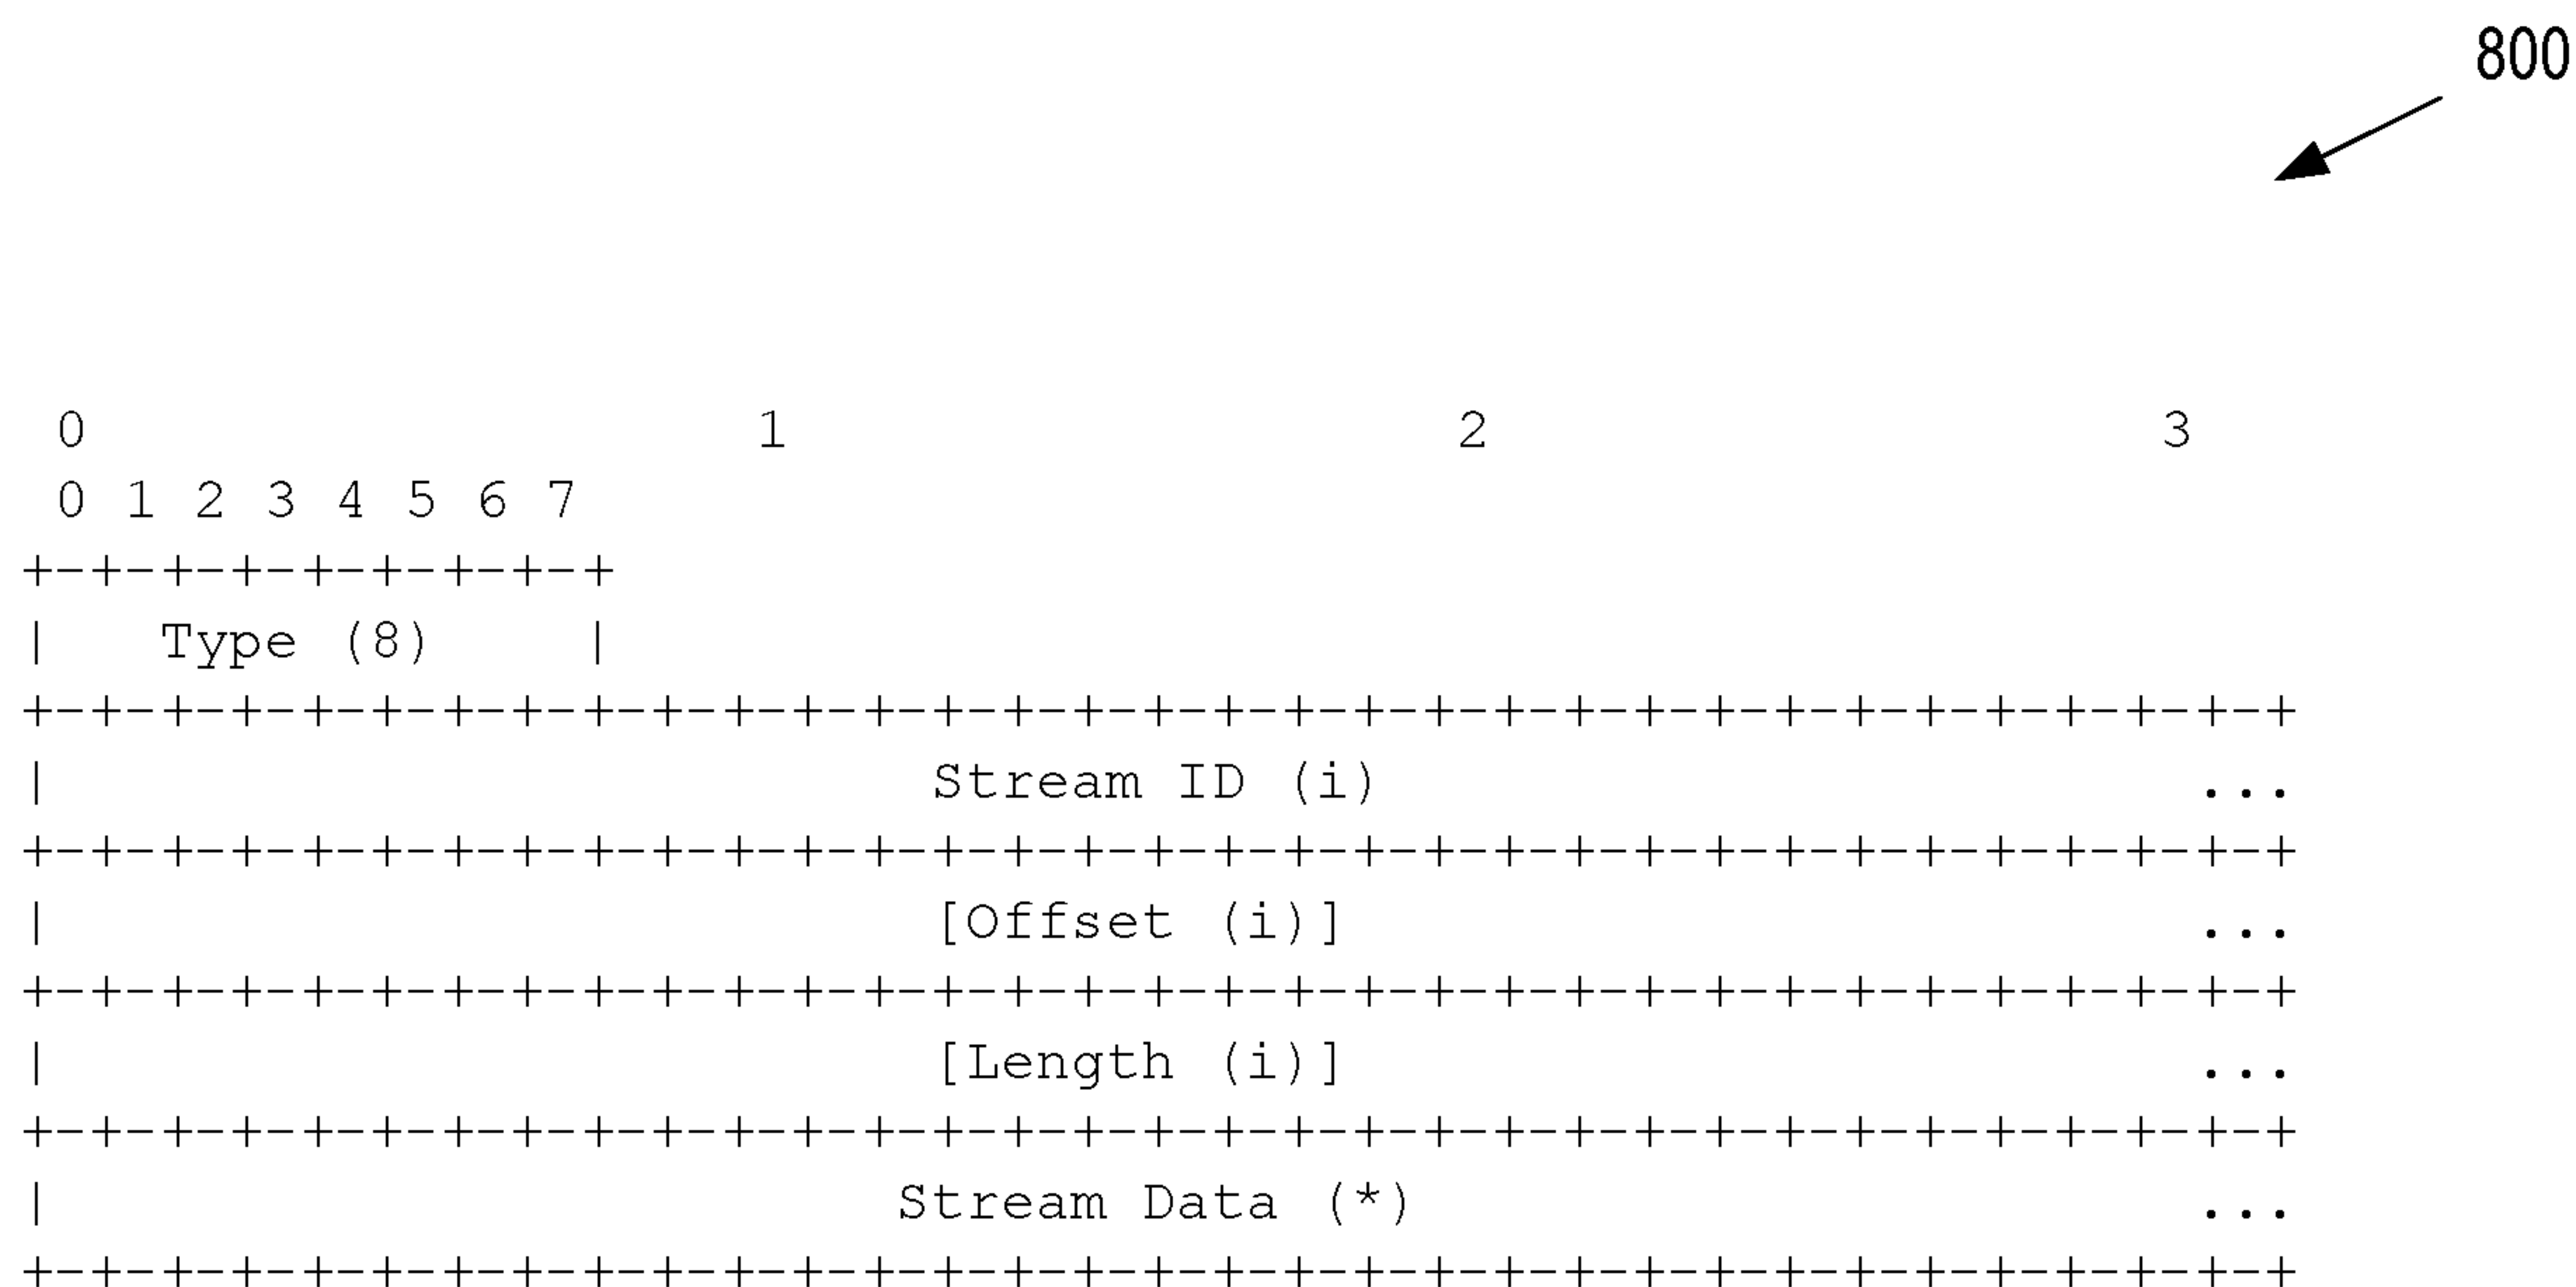 800
 0                   1                   2                   3
 0 1 2 3 4 5 6 7
+-+-+-+-+-+-+-+-+
|   Type (8)    |
+-+-+-+-+-+-+-+-+-+-+-+-+-+-+-+-+-+-+-+-+-+-+-+-+-+-+-+-+-+-+-+-+
|                         Stream ID (i)                       ...
+-+-+-+-+-+-+-+-+-+-+-+-+-+-+-+-+-+-+-+-+-+-+-+-+-+-+-+-+-+-+-+-+
|                         [Offset (i)]                        ...
+-+-+-+-+-+-+-+-+-+-+-+-+-+-+-+-+-+-+-+-+-+-+-+-+-+-+-+-+-+-+-+-+
|                         [Length (i)]                        ...
+-+-+-+-+-+-+-+-+-+-+-+-+-+-+-+-+-+-+-+-+-+-+-+-+-+-+-+-+-+-+-+-+
|                        Stream Data (*)                      ...
+-+-+-+-+-+-+-+-+-+-+-+-+-+-+-+-+-+-+-+-+-+-+-+-+-+-+-+-+-+-+-+-+